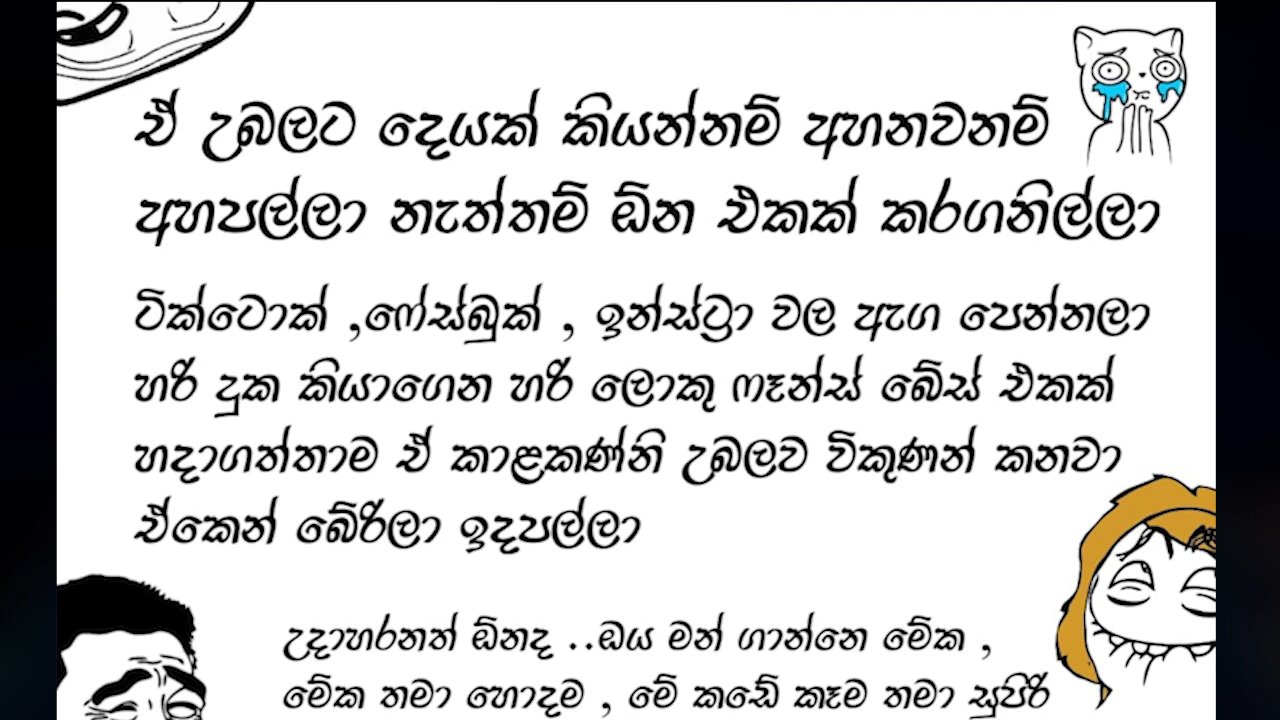 ඒ උබලට දෙයක් කියන්නම් අහනවනම්
අහපල්ලා නැත්තම් ඕන එකක් කරගනිල්ලා
ටික්ටොක් ,ෆේස්බුක් , ඉන්ස්ට්‍රා වල ඇග පෙන්නලා
හරි දුක කියාගෙන හරි ලොකු ෆෑන්ස් බේස් එකක්
හදාගත්තාම ඒ කාළකණ්නි උබලව විකුණන් කනවා
ඒකෙන් බේරිලා ඉදපල්ලා
උදාහරනත් ඕනද ..ඔය මන් ගාන්නෙ මේක ,
මේක තමා හොදම , මේ කඩේ කෑම තමා සුපිරි